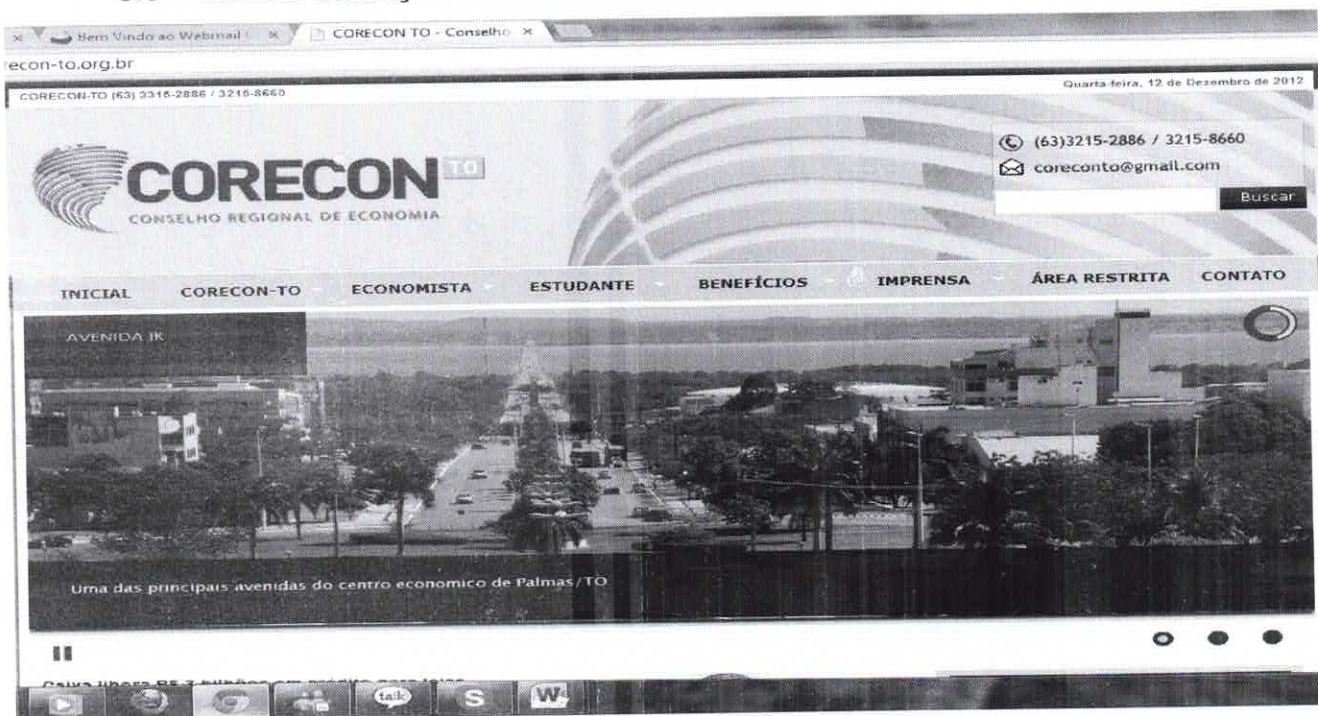 Bem Vindo ao Webmail
CORECON TO - Conselho
recon-to.org.br
CORECON-TO (63) 3215-2886 / 3215-8660
Quarta-feira, 12 de Dezembro de 2012
CORECON TO
CONSELHO REGIONAL DE ECONOMIA
(63)3215-2886 / 3215-8660
coreconto@gmail.com
Buscar
INICIAL CORECON-TO ECONOMISTA ESTUDANTE BENEFÍCIOS IMPRENSA ÁREA RESTRITA CONTATO
AVENIDA JK
Uma das principais avenidas do centro economico de Palmas/TO
talk S W